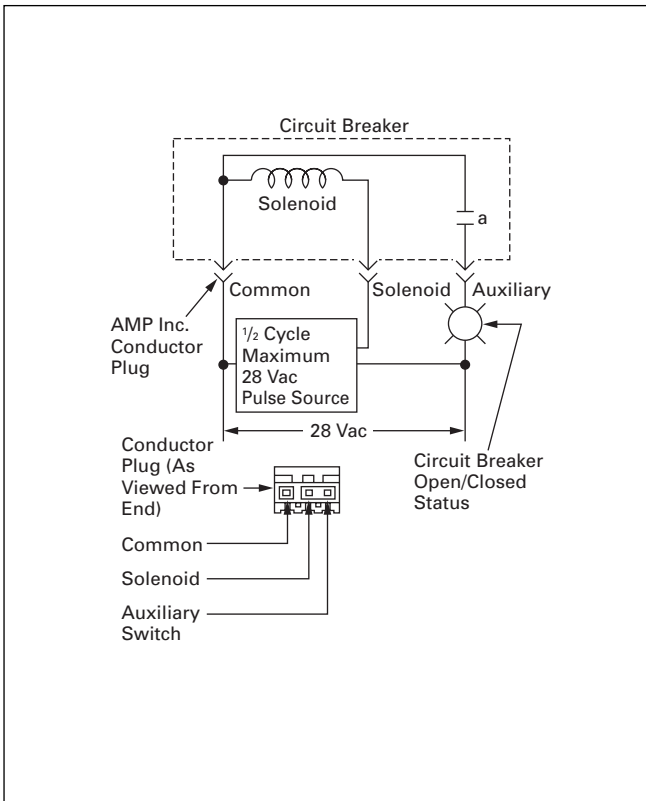 Circuit Breaker
Solenoid
a
Common
Solenoid
Auxiliary
AMP Inc.
Conductor
Plug
1/2 Cycle
Maximum
28 Vac
Pulse Source
28 Vac
Conductor
Plug (As
Viewed From
End)
Circuit Breaker
Open/Closed
Status
Common
Solenoid
Auxiliary
Switch